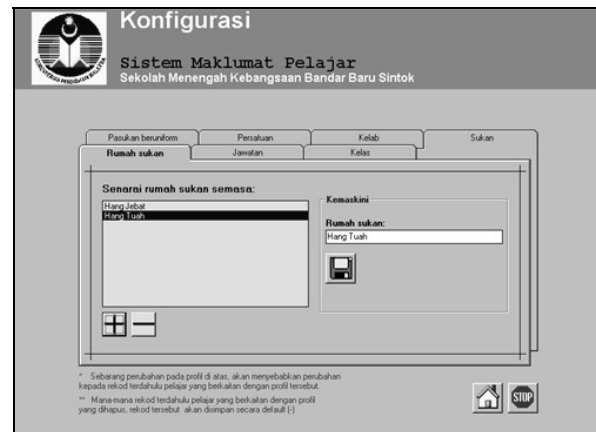 Konfigurasi
Sistem Maklumat Pelajar
Sekolah Menengah Kebangsaan Bandar Baru Sintok
Pasukan beruniform Persatuan Kelab Sukan
Rumah sukan Jawatan Kelas
Senarai rumah sukan semasa:
Hang Jebat
Hang Tuah
Kemaskini
Rumah sukan:
Hang Tuah
* Sebarang perubahan pada profil di atas, akan menyebabkan perubahan
kepada rekod terdahulu pelajar yang berkaitan dengan profil tersebut.
** Mana-mana rekod terdahulu pelajar yang berkaitan dengan profil
yang dihapus, rekod tersebut akan disimpan secara default (-)
STOP